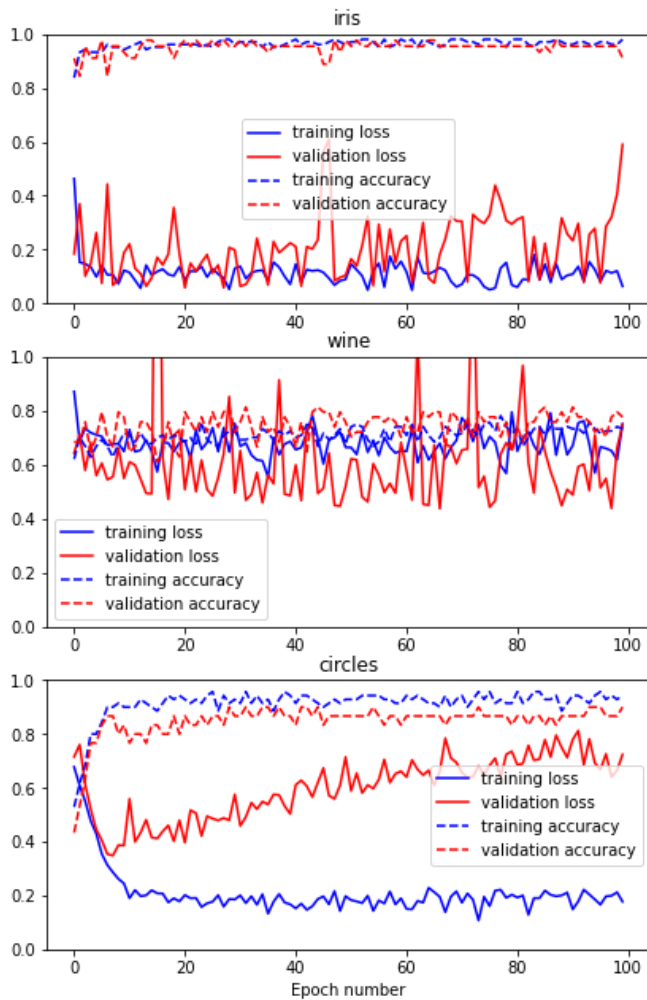 iris
1.0
0.8
0.6
0.4
0.2
0.0
training loss
validation loss
training accuracy
validation accuracy
0 20 40 60 80 100
wine
1.0
0.8
0.6
0.4
0.2
0.0
training loss
validation loss
training accuracy
validation accuracy
0 20 40 60 80 100
circles
1.0
0.8
0.6
0.4
0.2
0.0
training loss
validation loss
training accuracy
validation accuracy
0 20 40 60 80 100
Epoch number